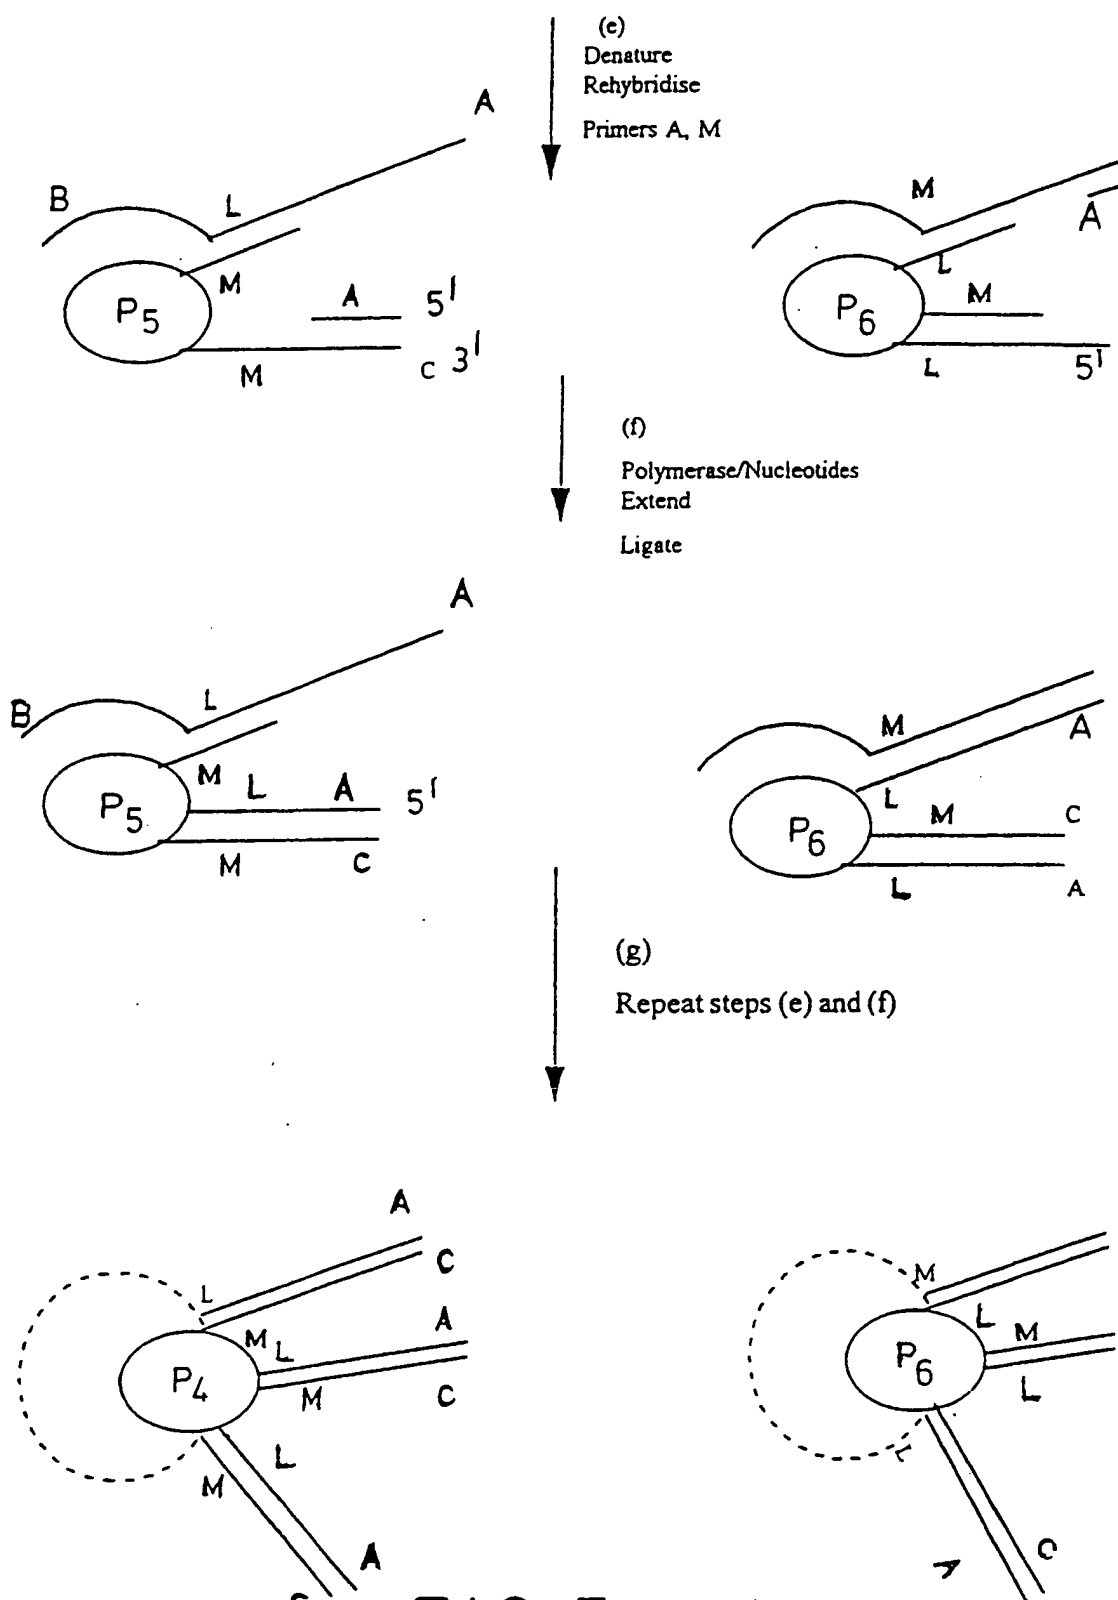 (e)
Denature
Rehybridise
Primers A, M
A
B
L
M
P5
A
5'
M
C 3'
M
A
L
P6
M
L
5'
(f)
Polymerase/Nucleotides
Extend
Ligate
A
B
L
M
P5
L
A
5'
M
C
M
A
L
P6
M
C
L
A
(g)
Repeat steps (e) and (f)
A
C
L
M
L
A
P4
M
C
L
M
A
M
L
P6
M
L
L
A
C